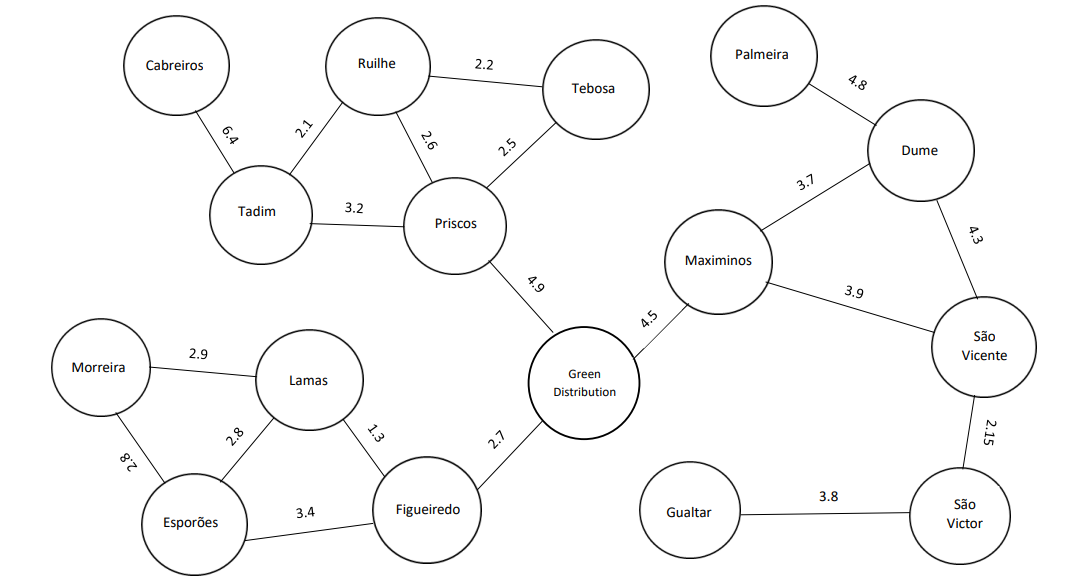 Cabreiros
Ruilhe
Tebosa
Palmeira
Dume
Tadim
Priscos
Maximinos
São
Vicente
Morreira
Lamas
Green
Distribution
Esporões
Figueiredo
Gualtar
São
Victor
6.4
2.1
2.2
2.6
2.5
3.2
4.9
4.8
3.7
4.3
3.9
4.5
2.15
3.8
2.9
2.8
2.8
1.3
3.4
2.7